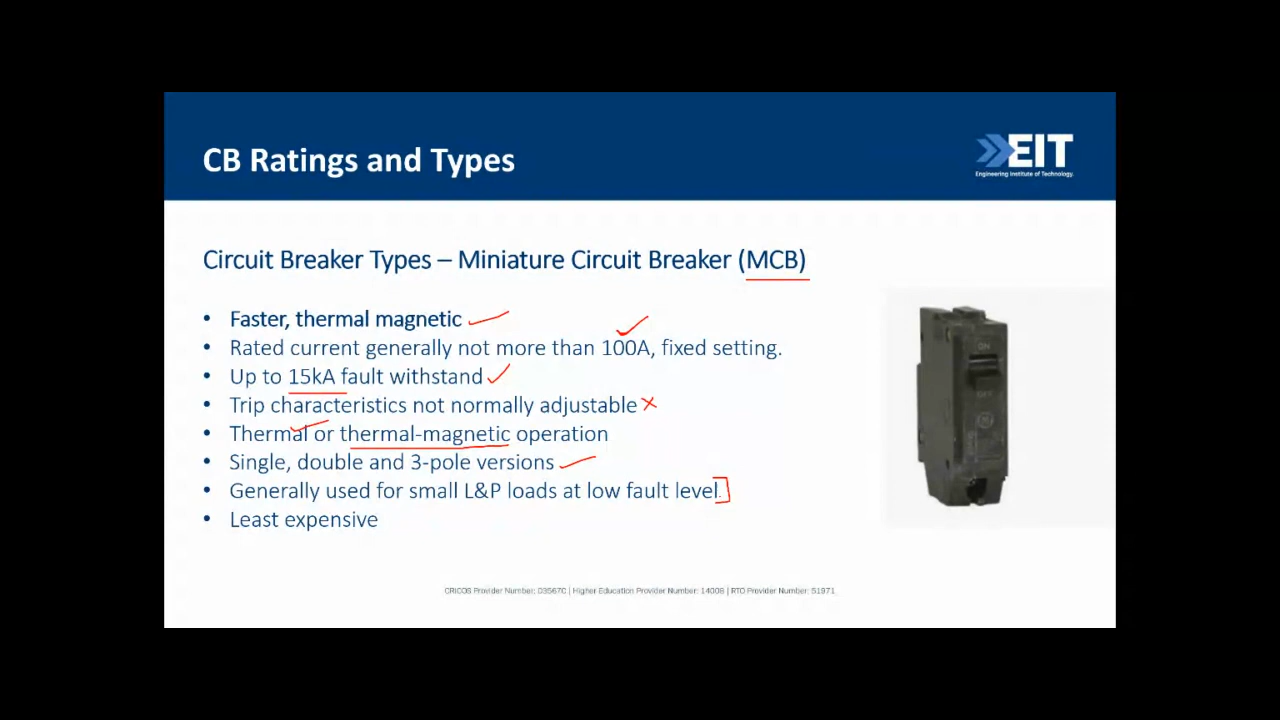 CB Ratings and Types
EIT
Engineering Institute of Technology
Circuit Breaker Types – Miniature Circuit Breaker (MCB)
• Faster, thermal magnetic
• Rated current generally not more than 100A, fixed setting.
• Up to 15kA fault withstand
• Trip characteristics not normally adjustable
• Thermal or thermal-magnetic operation
• Single, double and 3-pole versions
• Generally used for small L&P loads at low fault level.
• Least expensive
ON
OFF
CRICOS Provider Number: 03567C | Higher Education Provider Number: 14008 | RTO Provider Number: 51971